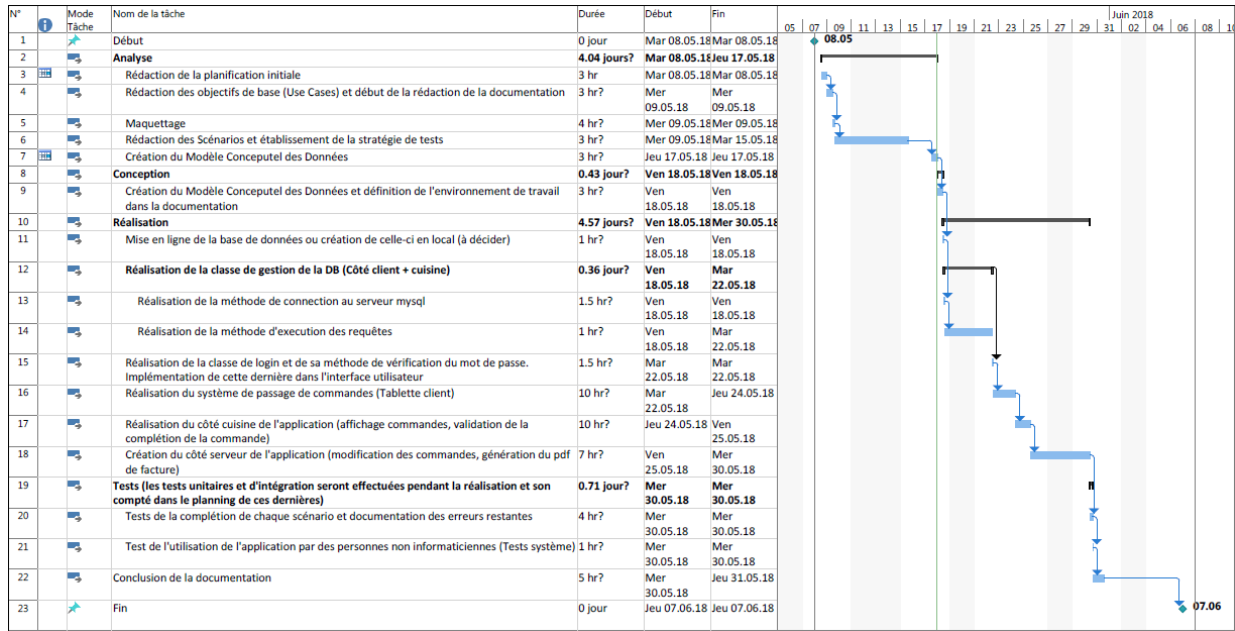 N° Mode Tâche Nom de la tâche Durée Début Fin
Juin 2018
05 07 09 11 13 15 17 19 21 23 25 27 29 31 02 04 06 08 10
1 Début 0 jour Mar 08.05.18 Mar 08.05.18 08.05
2 Analyse 4.04 jours? Mar 08.05.18 Jeu 17.05.18
3 Rédaction de la planification initiale 3 hr Mar 08.05.18 Mar 08.05.18
4 Rédaction des objectifs de base (Use Cases) et début de la rédaction de la documentation 3 hr? Mer Mer
09.05.18 09.05.18
5 Maquettage 4 hr? Mer 09.05.18 Mer 09.05.18
6 Rédaction des Scénarios et établissement de la stratégie de tests 3 hr? Mer 09.05.18 Mar 15.05.18
7 Création du Modèle Conceputel des Données 3 hr? Jeu 17.05.18 Jeu 17.05.18
8 Conception 0.43 jour? Ven 18.05.18 Ven 18.05.18
9 Création du Modèle Conceputel des Données et définition de l'environnement de travail 3 hr? Ven Ven
dans la documentation 18.05.18 18.05.18
10 Réalisation 4.57 jours? Ven 18.05.18 Mer 30.05.18
11 Mise en ligne de la base de données ou création de celle-ci en local (à décider) 1 hr? Ven Ven
18.05.18 18.05.18
12 Réalisation de la classe de gestion de la DB (Côté client + cuisine) 0.36 jour? Ven Mar
18.05.18 22.05.18
13 Réalisation de la méthode de connection au serveur mysql 1.5 hr? Ven Ven
18.05.18 18.05.18
14 Réalisation de la méthode d'execution des requêtes 1 hr? Ven Mar
18.05.18 22.05.18
15 Réalisation de la classe de login et de sa méthode de vérification du mot de passe. 1.5 hr? Mar Mar
Implémentation de cette dernière dans l'interface utilisateur 22.05.18 22.05.18
16 Réalisation du système de passage de commandes (Tablette client) 10 hr? Mar Jeu 24.05.18
22.05.18
17 Réalisation du côté cuisine de l'application (affichage commandes, validation de la 10 hr? Jeu 24.05.18 Ven
complétion de la commande) 25.05.18
18 Création du côté serveur de l'application (modification des commandes, génération du pdf 7 hr? Ven Mer
de facture) 25.05.18 30.05.18
19 Tests (les tests unitaires et d'intégration seront effectuées pendant la réalisation et son 0.71 jour? Mer Mer
compté dans le planning de ces dernières) 30.05.18 30.05.18
20 Tests de la complétion de chaque scénario et documentation des erreurs restantes 4 hr? Mer Mer
30.05.18 30.05.18
21 Test de l'utilisation de l'application par des personnes non informaticiennes (Tests système) 1 hr? Mer Mer
30.05.18 30.05.18
22 Conclusion de la documentation 5 hr? Mer Jeu 31.05.18
30.05.18
23 Fin 0 jour Jeu 07.06.18 Jeu 07.06.18 07.06